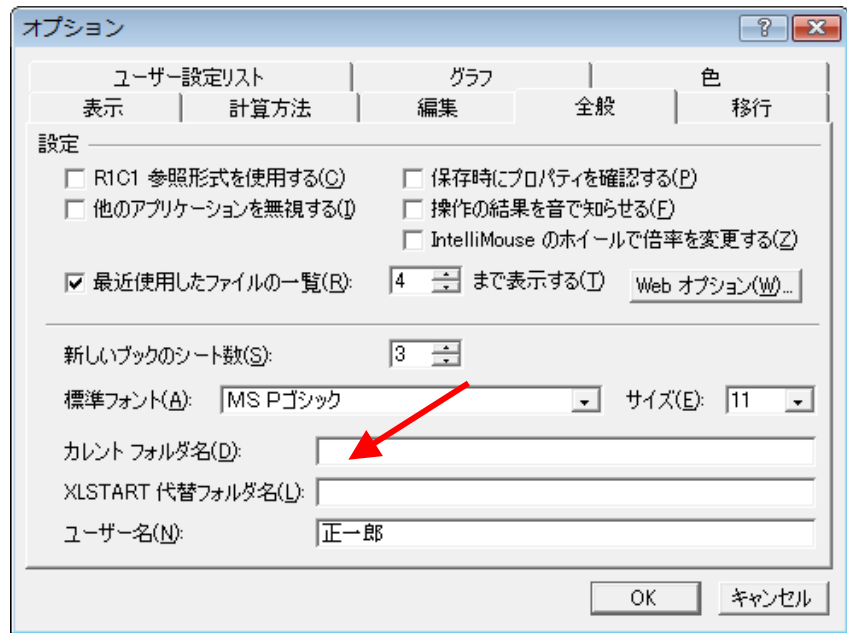 オプション
ユーザー設定リスト グラフ 色
表示 計算方法 編集 全般 移行
設定
R1C1 参照形式を使用する(C) 保存時にプロパティを確認する(P)
他のアプリケーションを無視する(I) 操作の結果を音で知らせる(F)
IntelliMouse のホイールで倍率を変更する(Z)
最近使用したファイルの一覧(R): 4 まで表示する(T) Web オプション(W)...
新しいブックのシート数(S): 3
標準フォント(A): MS Pゴシック サイズ(E): 11
カレント フォルダ名(D):
XLSTART 代替フォルダ名(L):
ユーザー名(N): 正一郎
OK キャンセル